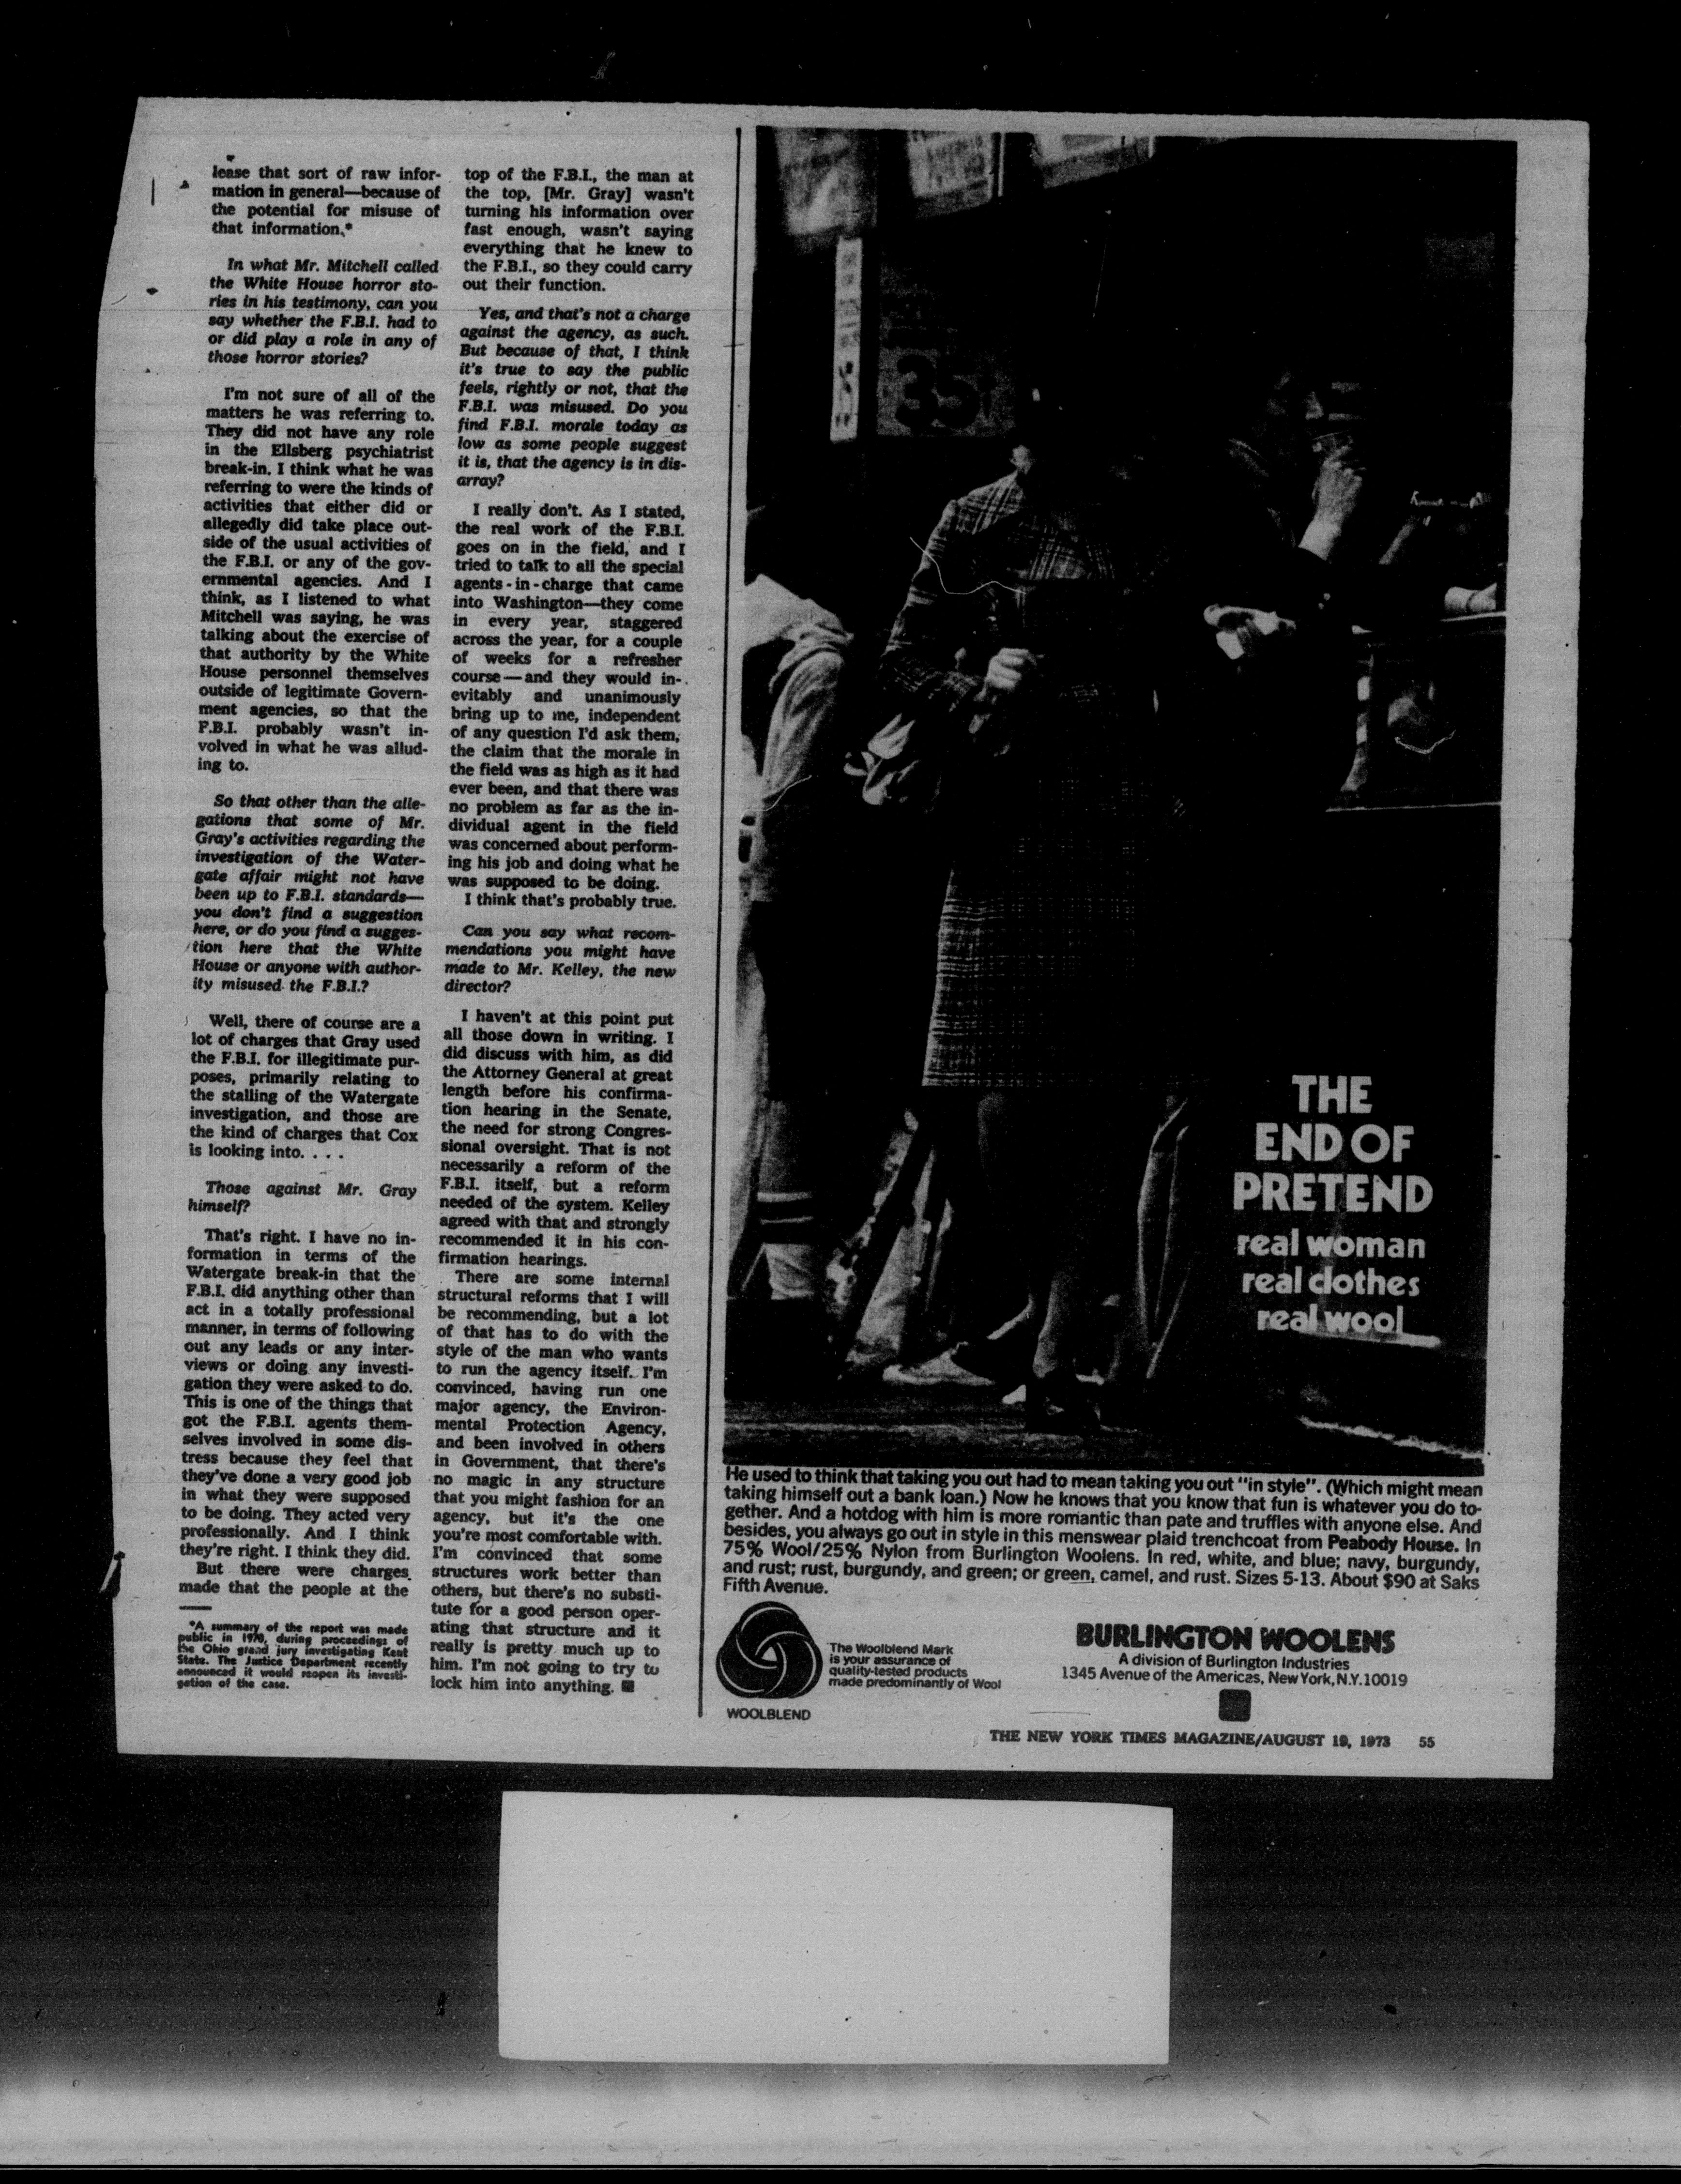 lease that sort of raw infor-
mation in general—because of
the potential for misuse of
that information.*
In what Mr. Mitchell called
the White House horror sto-
ries in his testimony, can you
say whether the F.B.I. had to
or did play a role in any of
those horror stories?
I'm not sure of all of the
matters he was referring to.
They did not have any role
in the Ellsberg psychiatrist
break-in. I think what he was
referring to were the kinds of
activities that either did or
allegedly did take place out-
side of the usual activities of
the F.B.I. or any of the gov-
ernmental agencies. And I
think, as I listened to what
Mitchell was saying, he was
talking about the exercise of
that authority by the White
House personnel themselves
outside of legitimate Govern-
ment agencies, so that the
F.B.I. probably wasn't in-
volved in what he was allud-
ing to.
So that other than the alle-
gations that some of Mr.
Gray's activities regarding the
investigation of the Water-
gate affair might not have
been up to F.B.I. standards—
you don't find a suggestion
here, or do you find a sugges-
tion here that the White
House or anyone with author-
ity misused the F.B.I.?
Well, there of course are a
lot of charges that Gray used
the F.B.I. for illegitimate pur-
poses, primarily relating to
the stalling of the Watergate
investigation, and those are
the kind of charges that Cox
is looking into. . . .
Those against Mr. Gray
himself?
That's right. I have no in-
formation in terms of the
Watergate break-in that the
F.B.I. did anything other than
act in a totally professional
manner, in terms of following
out any leads or any inter-
views or doing any investi-
gation they were asked to do.
This is one of the things that
got the F.B.I. agents them-
selves involved in some dis-
tress because they feel that
they've done a very good job
in what they were supposed
to be doing. They acted very
professionally. And I think
they're right. I think they did.
But there were charges
made that the people at the
*A summary of the report was made
public in 1970, during proceedings of
the Ohio grand jury investigating Kent
State. The Justice Department recently
announced it would reopen its investi-
gation of the case.
top of the F.B.I., the man at
the top, [Mr. Gray] wasn't
turning his information over
fast enough, wasn't saying
everything that he knew to
the F.B.I., so they could carry
out their function.
Yes, and that's not a charge
against the agency, as such.
But because of that, I think
it's true to say the public
feels, rightly or not, that the
F.B.I. was misused. Do you
find F.B.I. morale today as
low as some people suggest
it is, that the agency is in dis-
array?
I really don't. As I stated,
the real work of the F.B.I.
goes on in the field, and I
tried to talk to all the special
agents-in-charge that came
into Washington—they come
in every year, staggered
across the year, for a couple
of weeks for a refresher
course—and they would in-
evitably and unanimously
bring up to me, independent
of any question I'd ask them,
the claim that the morale in
the field was as high as it had
ever been, and that there was
no problem as far as the in-
dividual agent in the field
was concerned about perform-
ing his job and doing what he
was supposed to be doing.
I think that's probably true.
Can you say what recom-
mendations you might have
made to Mr. Kelley, the new
director?
I haven't at this point put
all those down in writing. I
did discuss with him, as did
the Attorney General at great
length before his confirma-
tion hearing in the Senate,
the need for strong Congres-
sional oversight. That is not
necessarily a reform of the
F.B.I. itself, but a reform
needed of the system. Kelley
agreed with that and strongly
recommended it in his con-
firmation hearings.
There are some internal
structural reforms that I will
be recommending, but a lot
of that has to do with the
style of the man who wants
to run the agency itself. I'm
convinced, having run one
major agency, the Environ-
mental Protection Agency,
and been involved in others
in Government, that there's
no magic in any structure
that you might fashion for an
agency, but it's the one
you're most comfortable with.
I'm convinced that some
structures work better than
others, but there's no substi-
tute for a good person oper-
ating that structure and it
really is pretty much up to
him. I'm not going to try to
lock him into anything.
35¢
THE
END OF
PRETEND
real woman
real clothes
real wool
He used to think that taking you out had to mean taking you out "in style". (Which might mean
taking himself out a bank loan.) Now he knows that you know that fun is whatever you do to-
gether. And a hotdog with him is more romantic than pate and truffles with anyone else. And
besides, you always go out in style in this menswear plaid trenchcoat from Peabody House. In
75% Wool/25% Nylon from Burlington Woolens. In red, white, and blue; navy, burgundy,
and rust; rust, burgundy, and green; or green, camel, and rust. Sizes 5-13. About $90 at Saks
Fifth Avenue.
WOOLBLEND
The Woolblend Mark
is your assurance of
quality-tested products
made predominantly of Wool
BURLINGTON WOOLENS
A division of Burlington Industries
1345 Avenue of the Americas, New York, N.Y. 10019
THE NEW YORK TIMES MAGAZINE/AUGUST 19, 1973 55